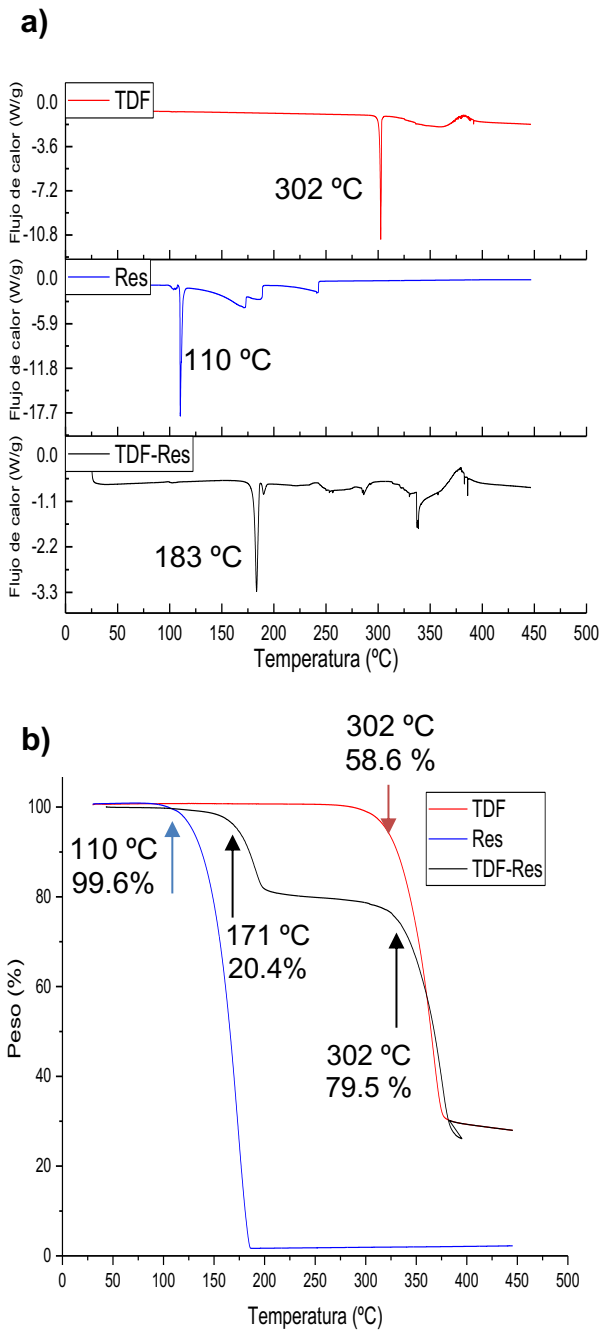 a)
0.0
-3.6
-7.2
-10.8
Flujo de calor (W/g)
TDF
302 ºC
0.0
-5.9
-11.8
-17.7
Flujo de calor (W/g)
Res
110 ºC
0.0
-1.1
-2.2
-3.3
Flujo de calor (W/g)
TDF-Res
183 ºC
0 50 100 150 200 250 300 350 400 450 500
Temperatura (ºC)
b)
302 ºC
58.6 %
TDF
Res
TDF-Res
110 ºC
99.6%
171 ºC
20.4%
302 ºC
79.5 %
100
80
60
40
20
0
Peso (%)
0 50 100 150 200 250 300 350 400 450 500
Temperatura (ºC)